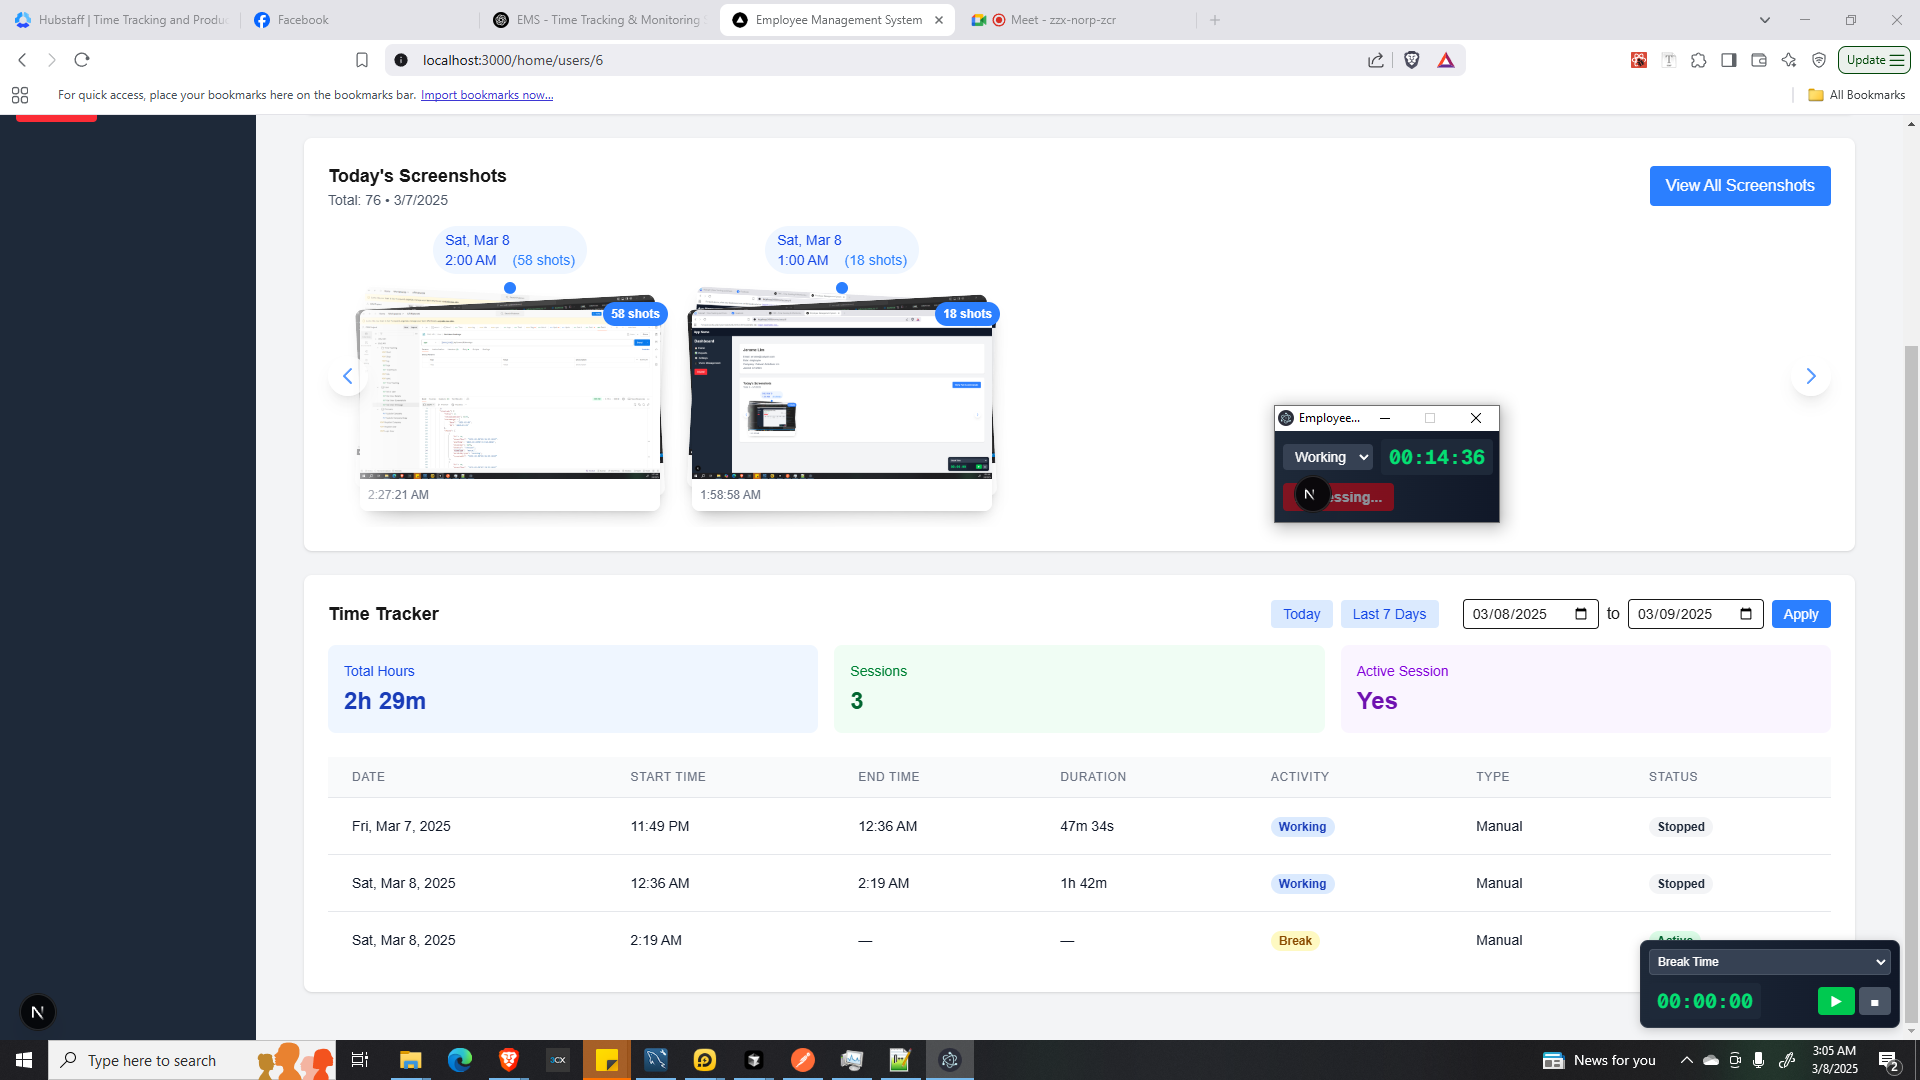 Hubstaff | Time Tracking and Produc
Facebook
EMS - Time Tracking & Monitoring S
Employee Management System
Meet - zzx-norp-zcr
localhost:3000/home/users/6
Update
For quick access, place your bookmarks here on the bookmarks bar. Import bookmarks now...
All Bookmarks
Today's Screenshots
Total: 76 • 3/7/2025
View All Screenshots
Sat, Mar 8
2:00 AM (58 shots)
Sat, Mar 8
1:00 AM (18 shots)
58 shots
18 shots
2:27:21 AM
1:58:58 AM
Employee...
Working
00:14:36
N
essing...
Time Tracker
Today
Last 7 Days
03/08/2025 to 03/09/2025
Apply
Total Hours
2h 29m
Sessions
3
Active Session
Yes
DATE START TIME END TIME DURATION ACTIVITY TYPE STATUS
Fri, Mar 7, 2025 11:49 PM 12:36 AM 47m 34s Working Manual Stopped
Sat, Mar 8, 2025 12:36 AM 2:19 AM 1h 42m Working Manual Stopped
Sat, Mar 8, 2025 2:19 AM — — Break Manual Active
Break Time
00:00:00
N
Type here to search
3CX
News for you
3:05 AM
3/8/2025
2